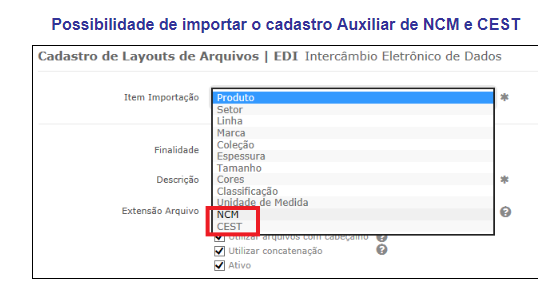 Possibilidade de importar o cadastro Auxiliar de NCM e CEST
Cadastro de Layouts de Arquivos | EDI Intercâmbio Eletrônico de Dados
Item Importação
Produto
Setor
Linha
Marca
Coleção
Finalidade
Espessura
Tamanho
Descrição
Cores
Classificação
Unidade de Medida
Extensão Arquivo
NCM
CEST
Utilizar arquivos com cabeçalho
Utilizar concatenação
Ativo